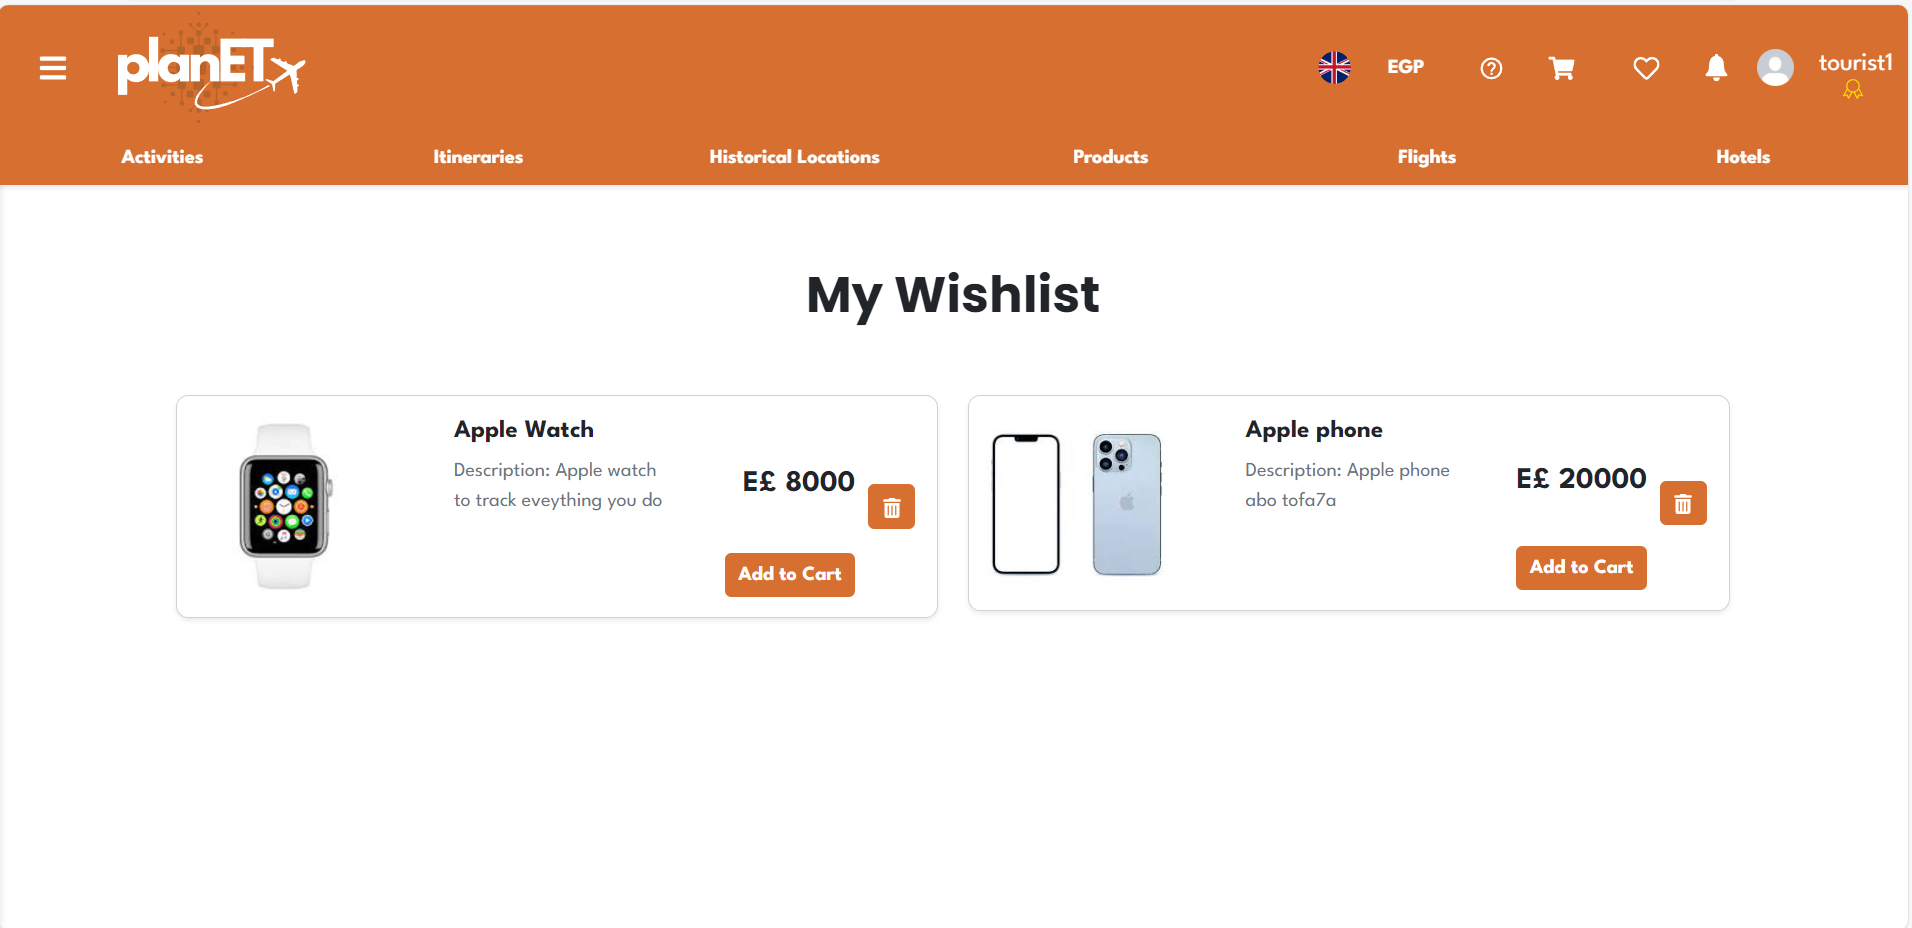 planET
EGP
tourist1
Activities
Itineraries
Historical Locations
Products
Flights
Hotels
My Wishlist
Apple Watch
Description: Apple watch
to track eveything you do
E£ 8000
Add to Cart
Apple phone
Description: Apple phone
abo tofa7a
E£ 20000
Add to Cart